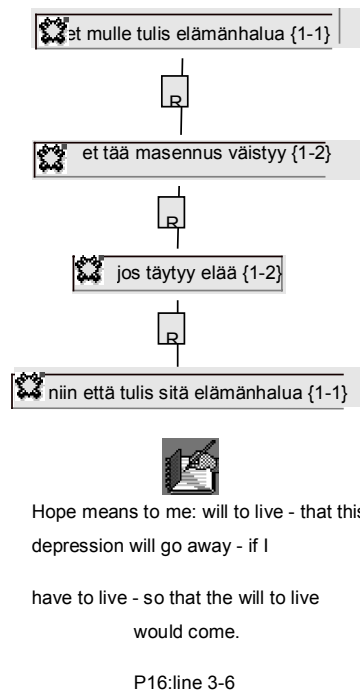 et mulle tulis elämänhalua {1-1}
R
et tää masennus väistyy {1-2}
R
jos täytyy elää {1-2}
R
niin että tulis sitä elämänhalua {1-1}
Hope means to me: will to live - that this
depression will go away - if I
have to live - so that the will to live
would come.
P16:line 3-6